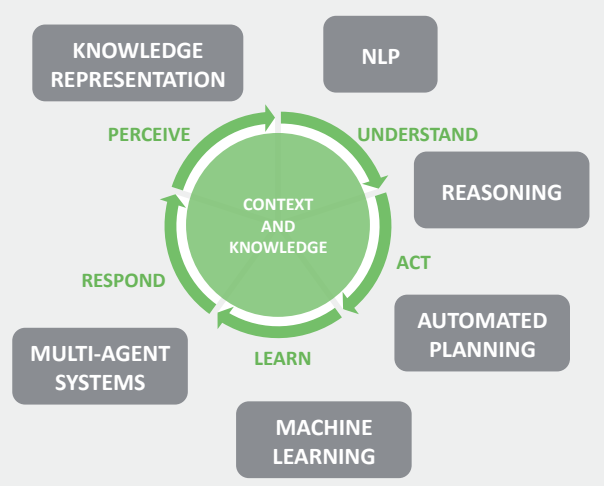 KNOWLEDGE
REPRESENTATION
NLP
PERCEIVE
UNDERSTAND
REASONING
CONTEXT
AND
KNOWLEDGE
ACT
RESPOND
AUTOMATED
PLANNING
MULTI-AGENT
SYSTEMS
LEARN
MACHINE
LEARNING